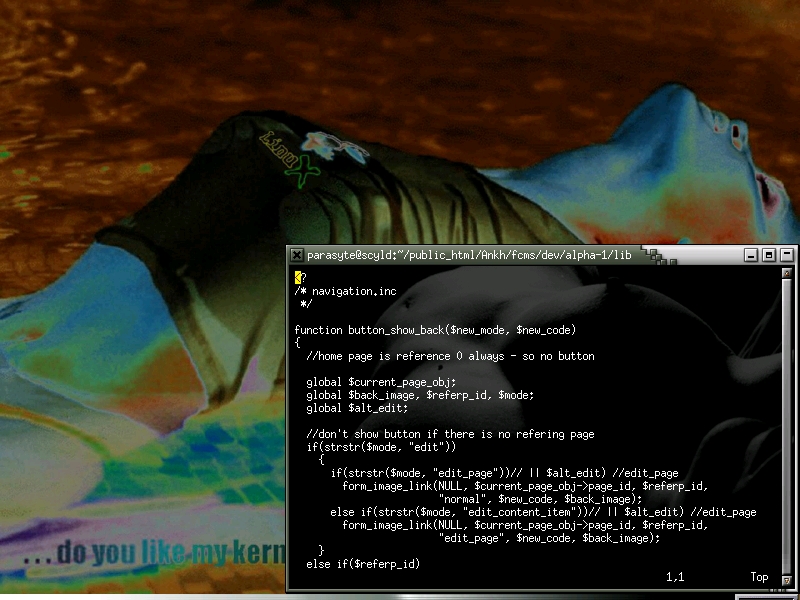 LinuX
parasyte@scyld:~/public_html/Ankh/fcms/dev/alpha-1/lib
<?
/* navigation.inc
 */
function button_show_back($new_mode, $new_code)
{
  //home page is reference 0 always - so no button
  global $current_page_obj;
  global $back_image, $referp_id, $mode;
  global $alt_edit;
  //don't show button if there is no refering page
  if(strstr($mode, "edit"))
    {
      if(strstr($mode, "edit_page"))// || $alt_edit) //edit_page
        form_image_link(NULL, $current_page_obj->page_id, $referp_id,
                        "normal", $new_code, $back_image);
      else if(strstr($mode, "edit_content_item"))// || $alt_edit) //edit_page
        form_image_link(NULL, $current_page_obj->page_id, $referp_id,
                        "edit_page", $new_code, $back_image);
    }
  else if($referp_id)
1,1 Top
...do you like my kern